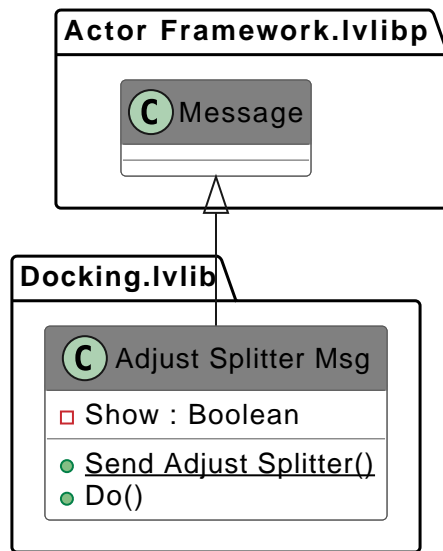 Actor Framework.lvlibp
C Message
Docking.lvlib
C Adjust Splitter Msg
Show : Boolean
Send Adjust Splitter()
Do()